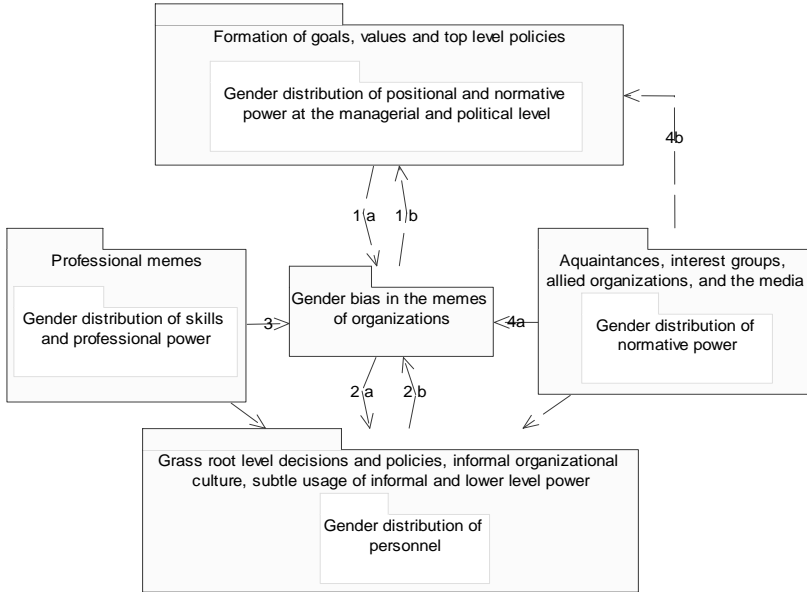 Formation of goals, values and top level policies
Gender distribution of positional and normative
power at the managerial and political level
4b
1 a
1 b
Professional memes
Gender distribution of skills
and professional power
3
Gender bias in the memes
of organizations
4a
Aquaintances, interest groups,
allied organizations, and the media
Gender distribution of
normative power
2 a
2 b
Grass root level decisions and policies, informal organizational
culture, subtle usage of informal and lower level power
Gender distribution of
personnel